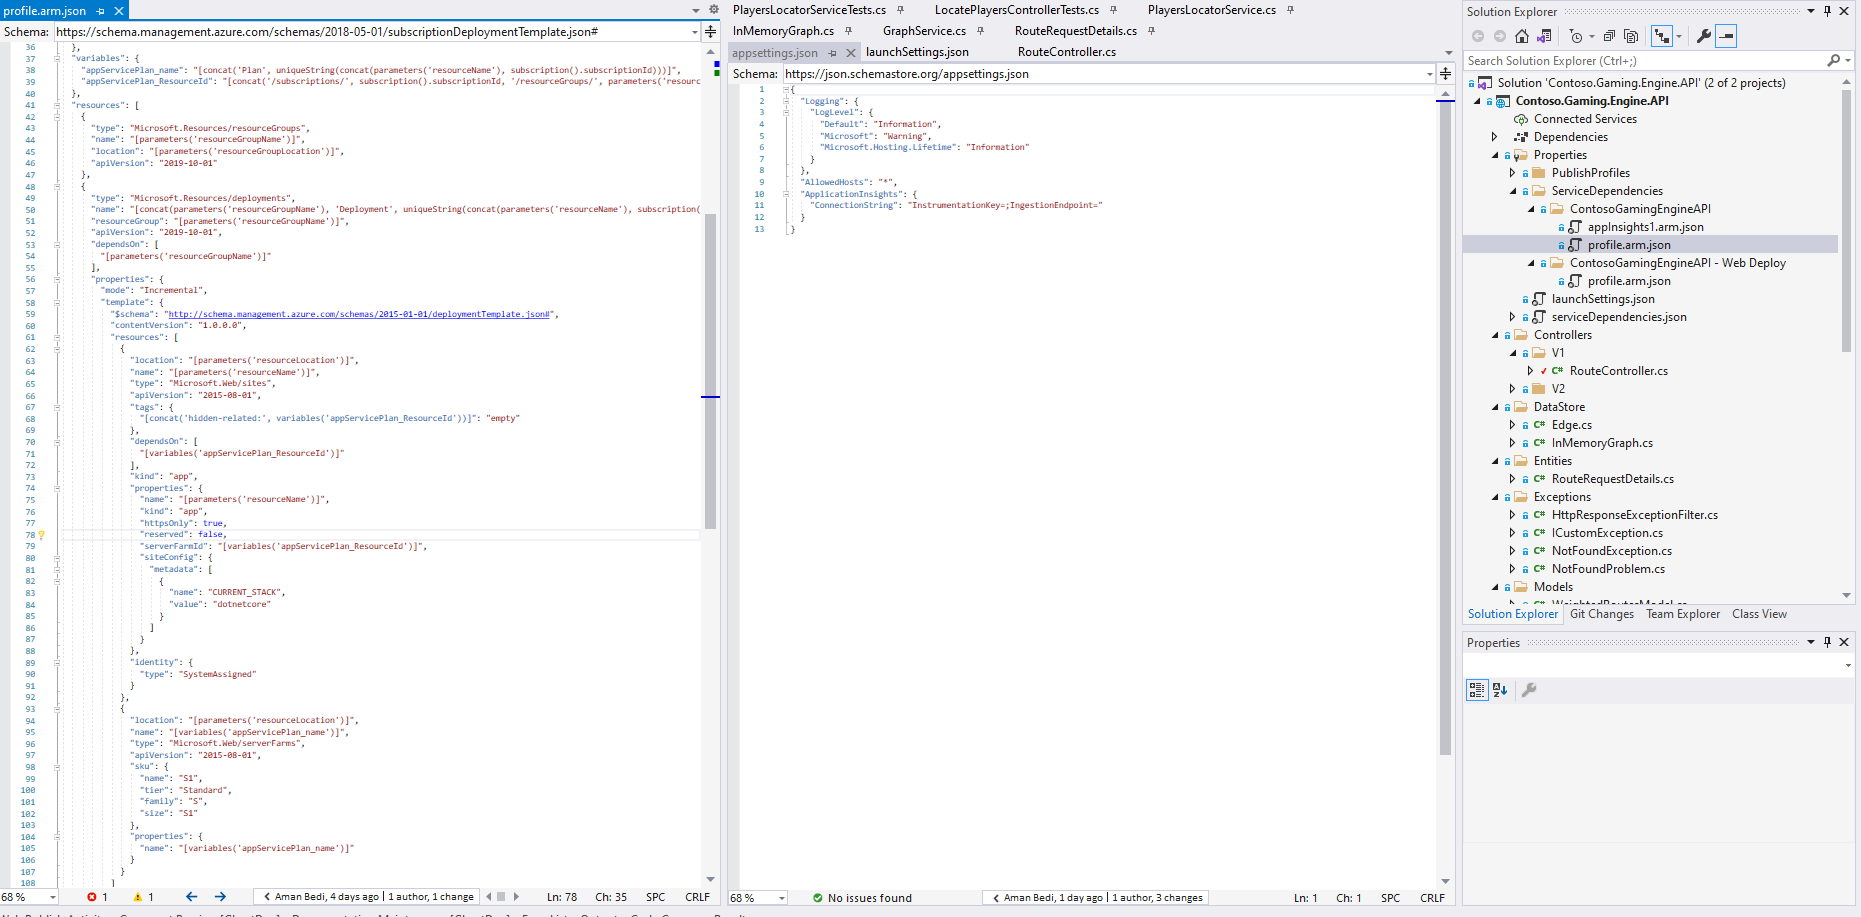 profile.arm.json
Schema: https://schema.management.azure.com/schemas/2018-05-01/subscriptionDeploymentTemplate.json#
36 },
37 "variables": {
38 "appServicePlan_name": "[concat('Plan', uniqueString(concat(parameters('resourceName'), subscription().subscriptionId)))]",
39 "appServicePlan_ResourceId": "[concat('/subscriptions/', subscription().subscriptionId, '/resourceGroups/', parameters('resourc
40 },
41 "resources": [
42 {
43 "type": "Microsoft.Resources/resourceGroups",
44 "name": "[parameters('resourceGroupName')]",
45 "location": "[parameters('resourceGroupLocation')]",
46 "apiVersion": "2019-10-01"
47 },
48 {
49 "type": "Microsoft.Resources/deployments",
50 "name": "[concat(parameters('resourceGroupName'), 'Deployment', uniqueString(concat(parameters('resourceName'), subscription(
51 "resourceGroup": "[parameters('resourceGroupName')]",
52 "apiVersion": "2019-10-01",
53 "dependsOn": [
54 "[parameters('resourceGroupName')]"
55 ],
56 "properties": {
57 "mode": "Incremental",
58 "template": {
59 "$schema": "http://schema.management.azure.com/schemas/2015-01-01/deploymentTemplate.json#",
60 "contentVersion": "1.0.0.0",
61 "resources": [
62 {
63 "location": "[parameters('resourceLocation')]",
64 "name": "[parameters('resourceName')]",
65 "type": "Microsoft.Web/sites",
66 "apiVersion": "2015-08-01",
67 "tags": {
68 "[concat('hidden-related:', variables('appServicePlan_ResourceId'))]": "empty"
69 },
70 "dependsOn": [
71 "[variables('appServicePlan_ResourceId')]"
72 ],
73 "kind": "app",
74 "properties": {
75 "name": "[parameters('resourceName')]",
76 "kind": "app",
77 "httpsOnly": true,
78 "reserved": false,
79 "serverFarmId": "[variables('appServicePlan_ResourceId')]",
80 "siteConfig": {
81 "metadata": [
82 {
83 "name": "CURRENT_STACK",
84 "value": "dotnetcore"
85 }
86 ]
87 }
88 },
89 "identity": {
90 "type": "SystemAssigned"
91 }
92 },
93 {
94 "location": "[parameters('resourceLocation')]",
95 "name": "[variables('appServicePlan_name')]",
96 "type": "Microsoft.Web/serverFarms",
97 "apiVersion": "2015-08-01",
98 "sku": {
99 "name": "S1",
100 "tier": "Standard",
101 "family": "S",
102 "size": "S1"
103 },
104 "properties": {
105 "name": "[variables('appServicePlan_name')]"
106 }
107 }
108 ]
68 % 1 1 Aman Bedi, 4 days ago | 1 author, 1 change Ln: 78 Ch: 35 SPC CRLF
PlayersLocatorServiceTests.cs LocatePlayersControllerTests.cs PlayersLocatorService.cs
InMemoryGraph.cs GraphService.cs RouteRequestDetails.cs
appsettings.json launchSettings.json RouteController.cs
Schema: https://json.schemastore.org/appsettings.json
1 {
2 "Logging": {
3 "LogLevel": {
4 "Default": "Information",
5 "Microsoft": "Warning",
6 "Microsoft.Hosting.Lifetime": "Information"
7 }
8 },
9 "AllowedHosts": "*",
10 "ApplicationInsights": {
11 "ConnectionString": "InstrumentationKey=;IngestionEndpoint="
12 }
13 }
68 % No issues found Aman Bedi, 1 day ago | 1 author, 3 changes Ln: 1 Ch: 1 SPC CRLF
Solution Explorer
Search Solution Explorer (Ctrl+;)
Solution 'Contoso.Gaming.Engine.API' (2 of 2 projects)
Contoso.Gaming.Engine.API
Connected Services
Dependencies
Properties
PublishProfiles
ServiceDependencies
ContosoGamingEngineAPI
appInsights1.arm.json
profile.arm.json
ContosoGamingEngineAPI - Web Deploy
profile.arm.json
launchSettings.json
serviceDependencies.json
Controllers
V1
C# RouteController.cs
V2
DataStore
C# Edge.cs
C# InMemoryGraph.cs
Entities
C# RouteRequestDetails.cs
Exceptions
C# HttpResponseExceptionFilter.cs
C# ICustomException.cs
C# NotFoundException.cs
C# NotFoundProblem.cs
Models
Solution Explorer Git Changes Team Explorer Class View
Properties